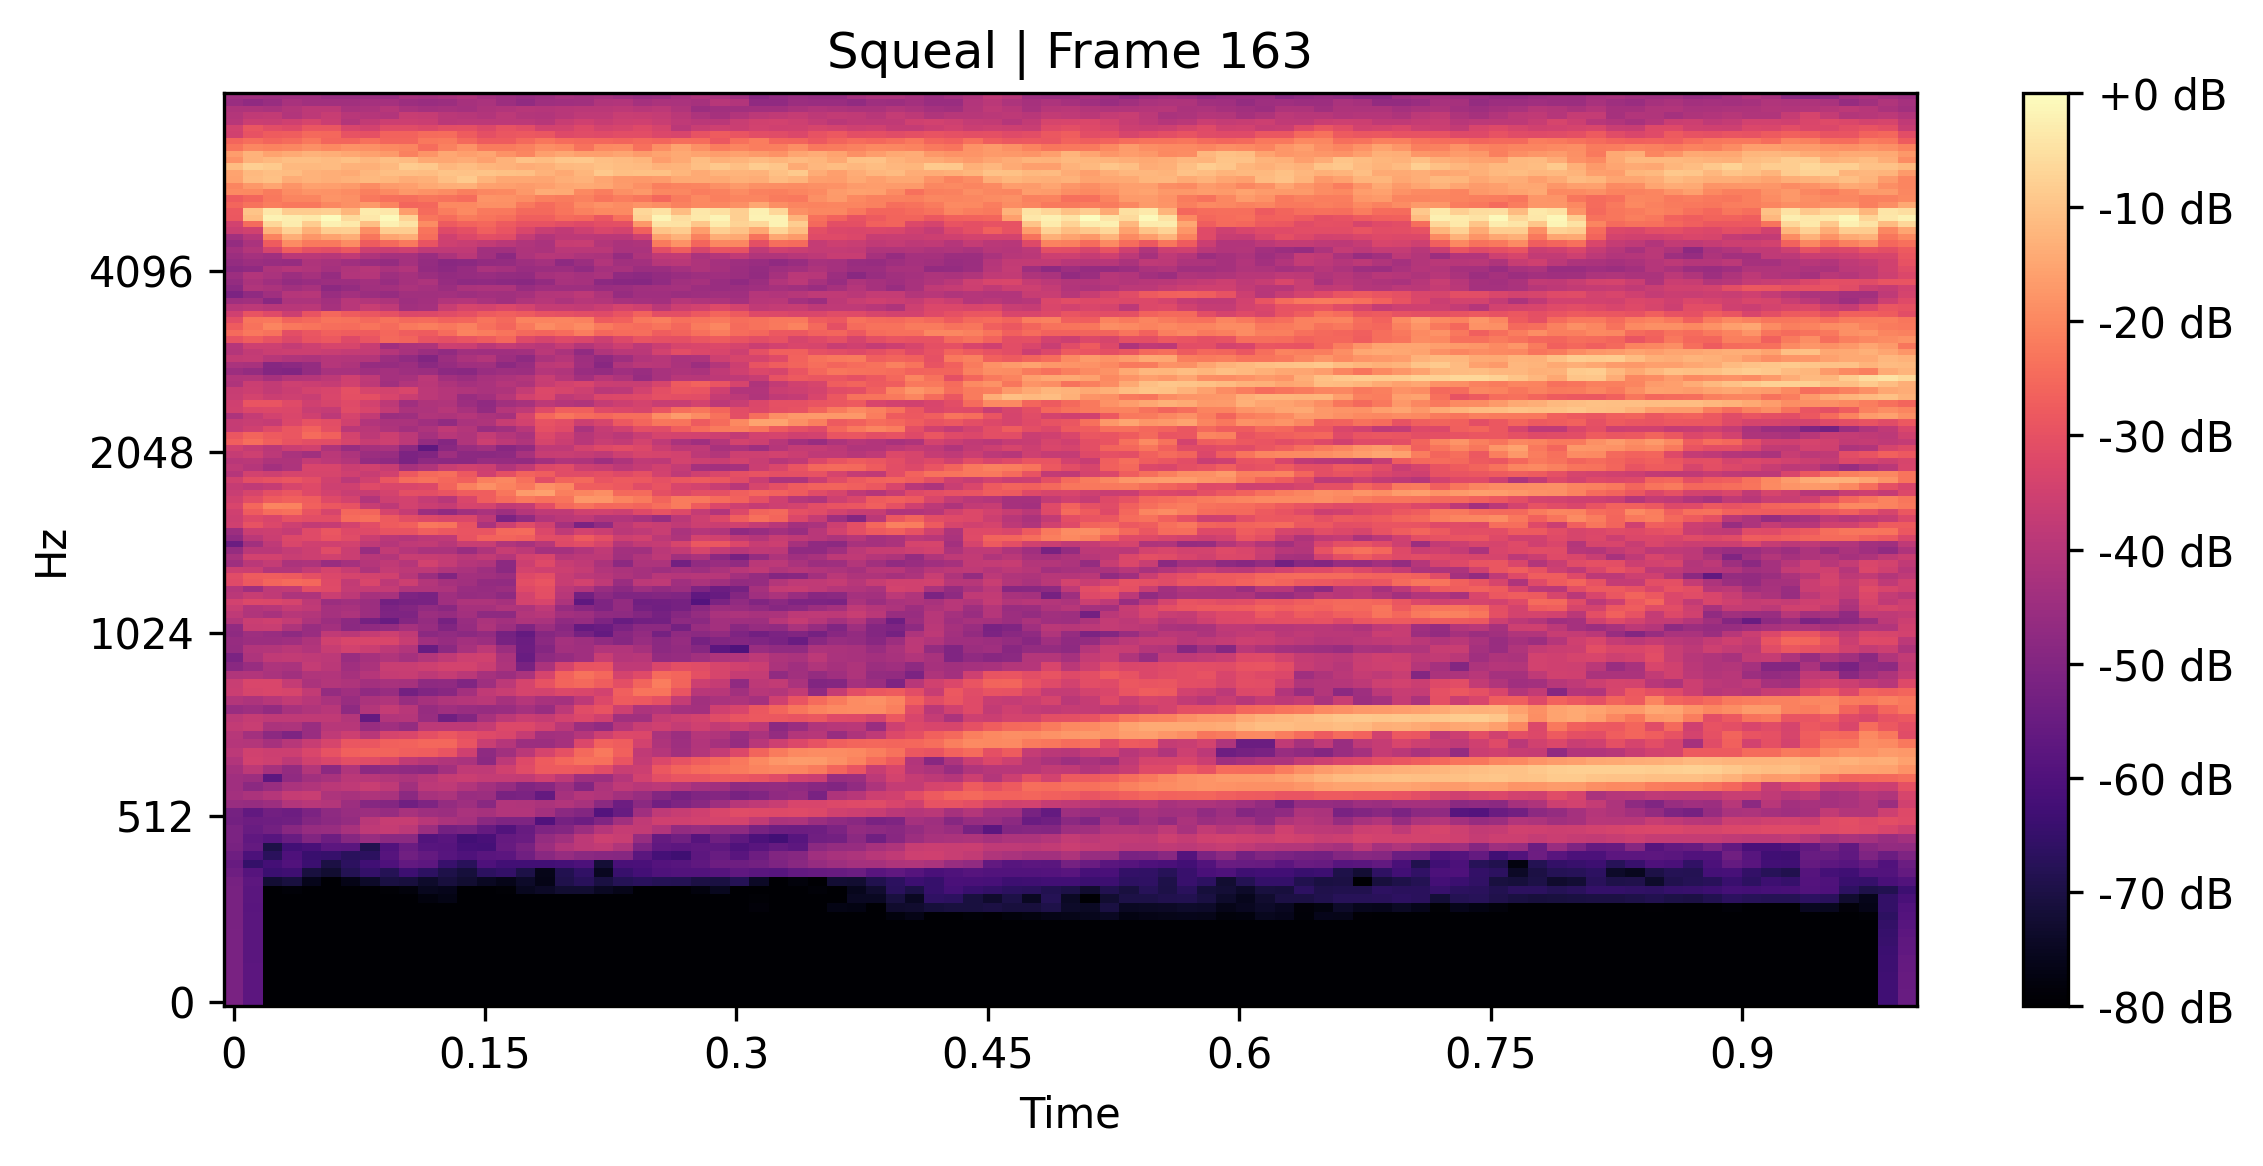 Squeal | Frame 163
Hz
4096
2048
1024
512
0
0 0.15 0.3 0.45 0.6 0.75 0.9
Time
+0 dB
-10 dB
-20 dB
-30 dB
-40 dB
-50 dB
-60 dB
-70 dB
-80 dB